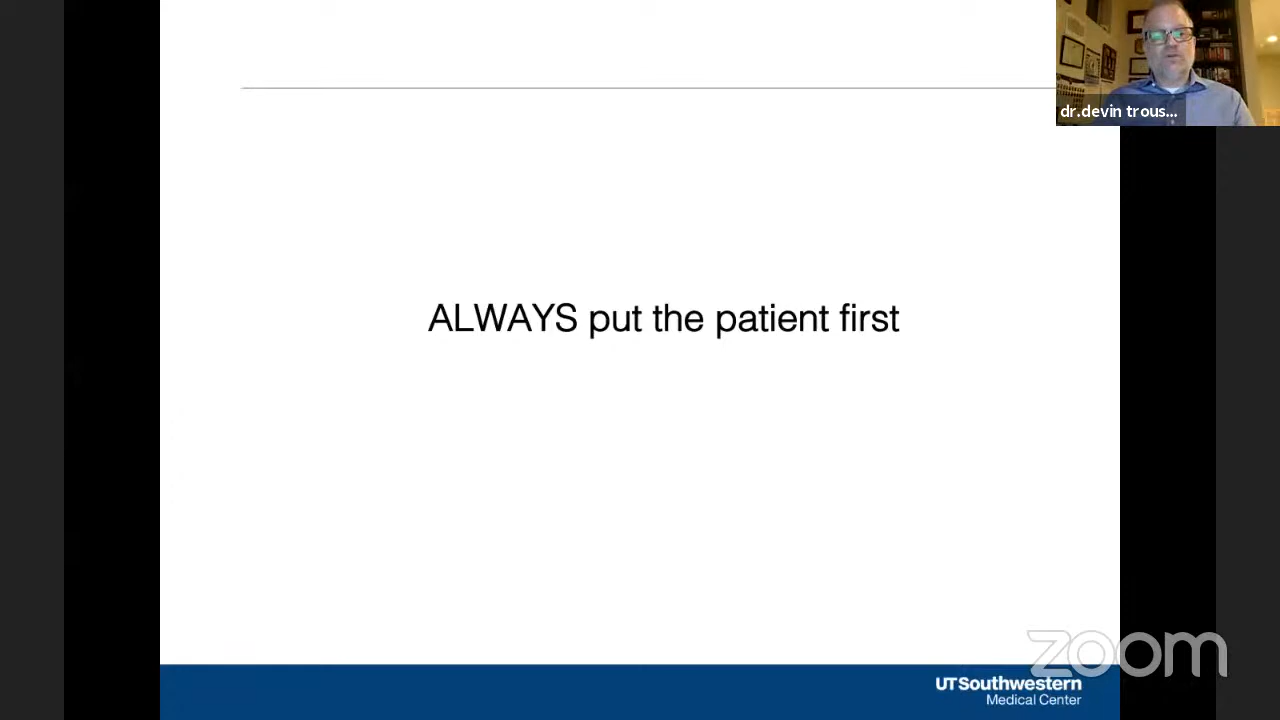 dr.devin trous...
ALWAYS put the patient first
zoom
UTSouthwestern
Medical Center